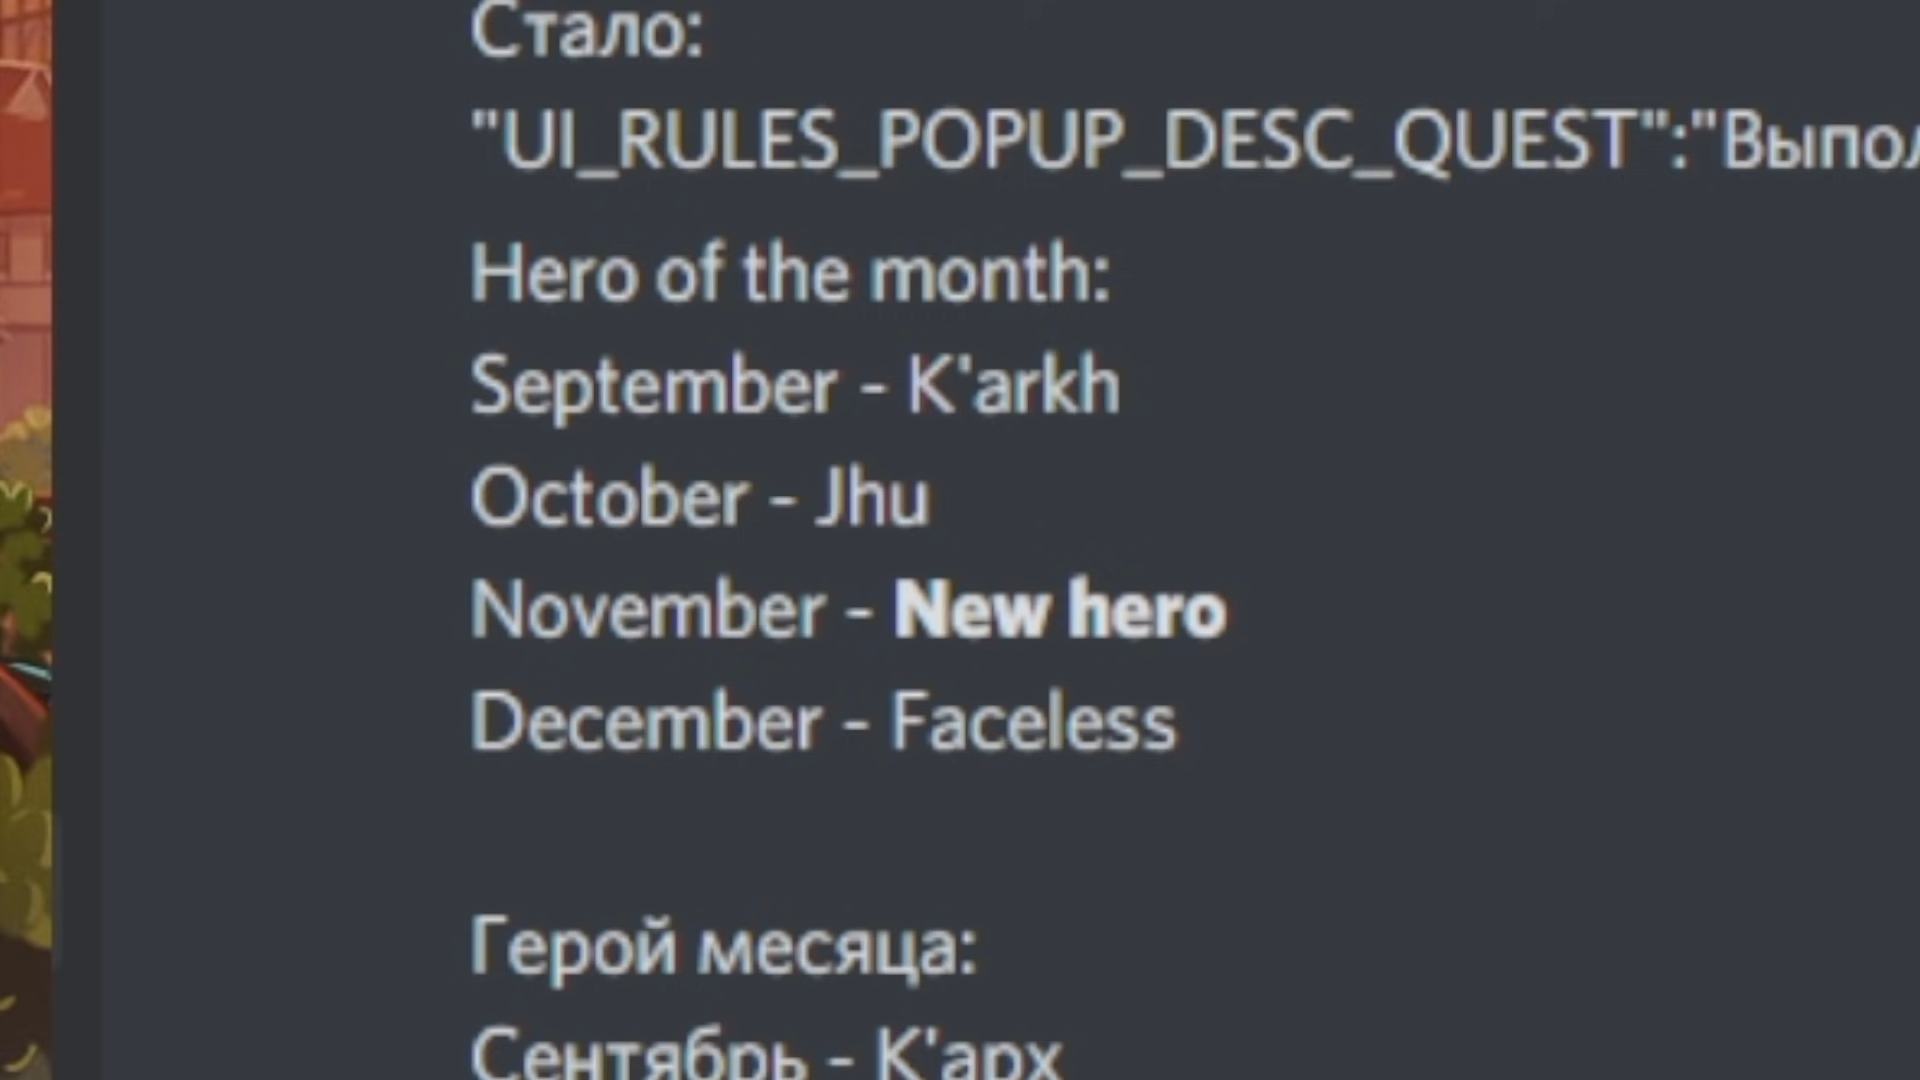 Стало:
"UI_RULES_POPUP_DESC_QUEST":"Выпол
Hero of the month:
September - K'arkh
October - Jhu
November - New hero
December - Faceless
Герой месяца:
Сентябрь - К'арх